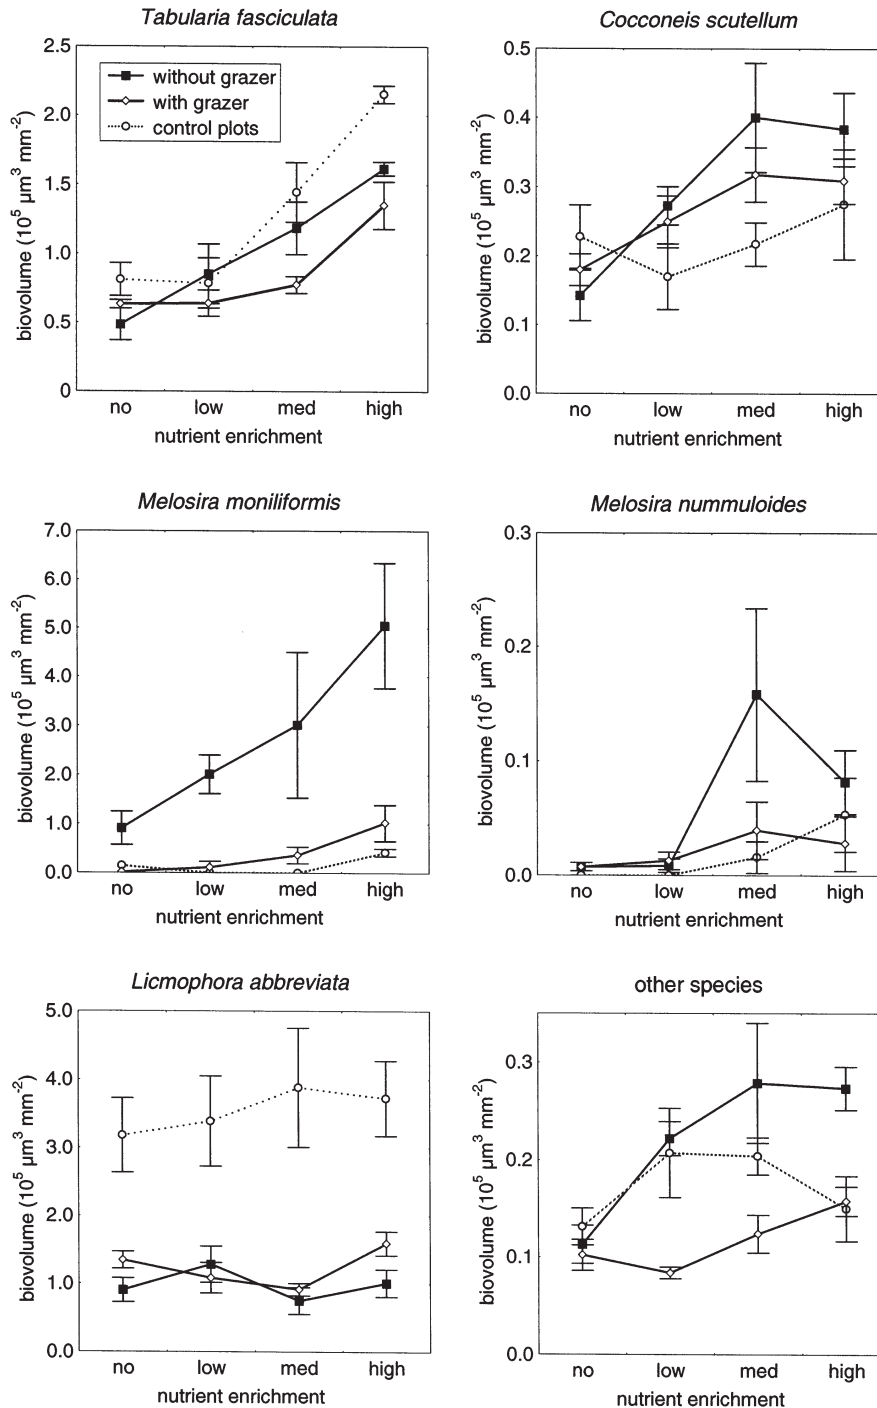 Tabularia fasciculata
2.5
2.0
1.5
1.0
0.5
0
biovolume (10⁵ µm³ mm⁻²)
without grazer
with grazer
control plots
no low med high
nutrient enrichment
Cocconeis scutellum
0.5
0.4
0.3
0.2
0.1
0.0
biovolume (10⁵ µm³ mm⁻²)
no low med high
nutrient enrichment
Melosira moniliformis
7.0
6.0
5.0
4.0
3.0
2.0
1.0
0.0
biovolume (10⁵ µm³ mm⁻²)
no low med high
nutrient enrichment
Melosira nummuloides
0.3
0.2
0.1
0.0
biovolume (10⁵ µm³ mm⁻²)
no low med high
nutrient enrichment
Licmophora abbreviata
5.0
4.0
3.0
2.0
1.0
0.0
biovolume (10⁵ µm³ mm⁻²)
no low med high
nutrient enrichment
other species
0.3
0.2
0.1
0.0
biovolume (10⁵ µm³ mm⁻²)
no low med high
nutrient enrichment